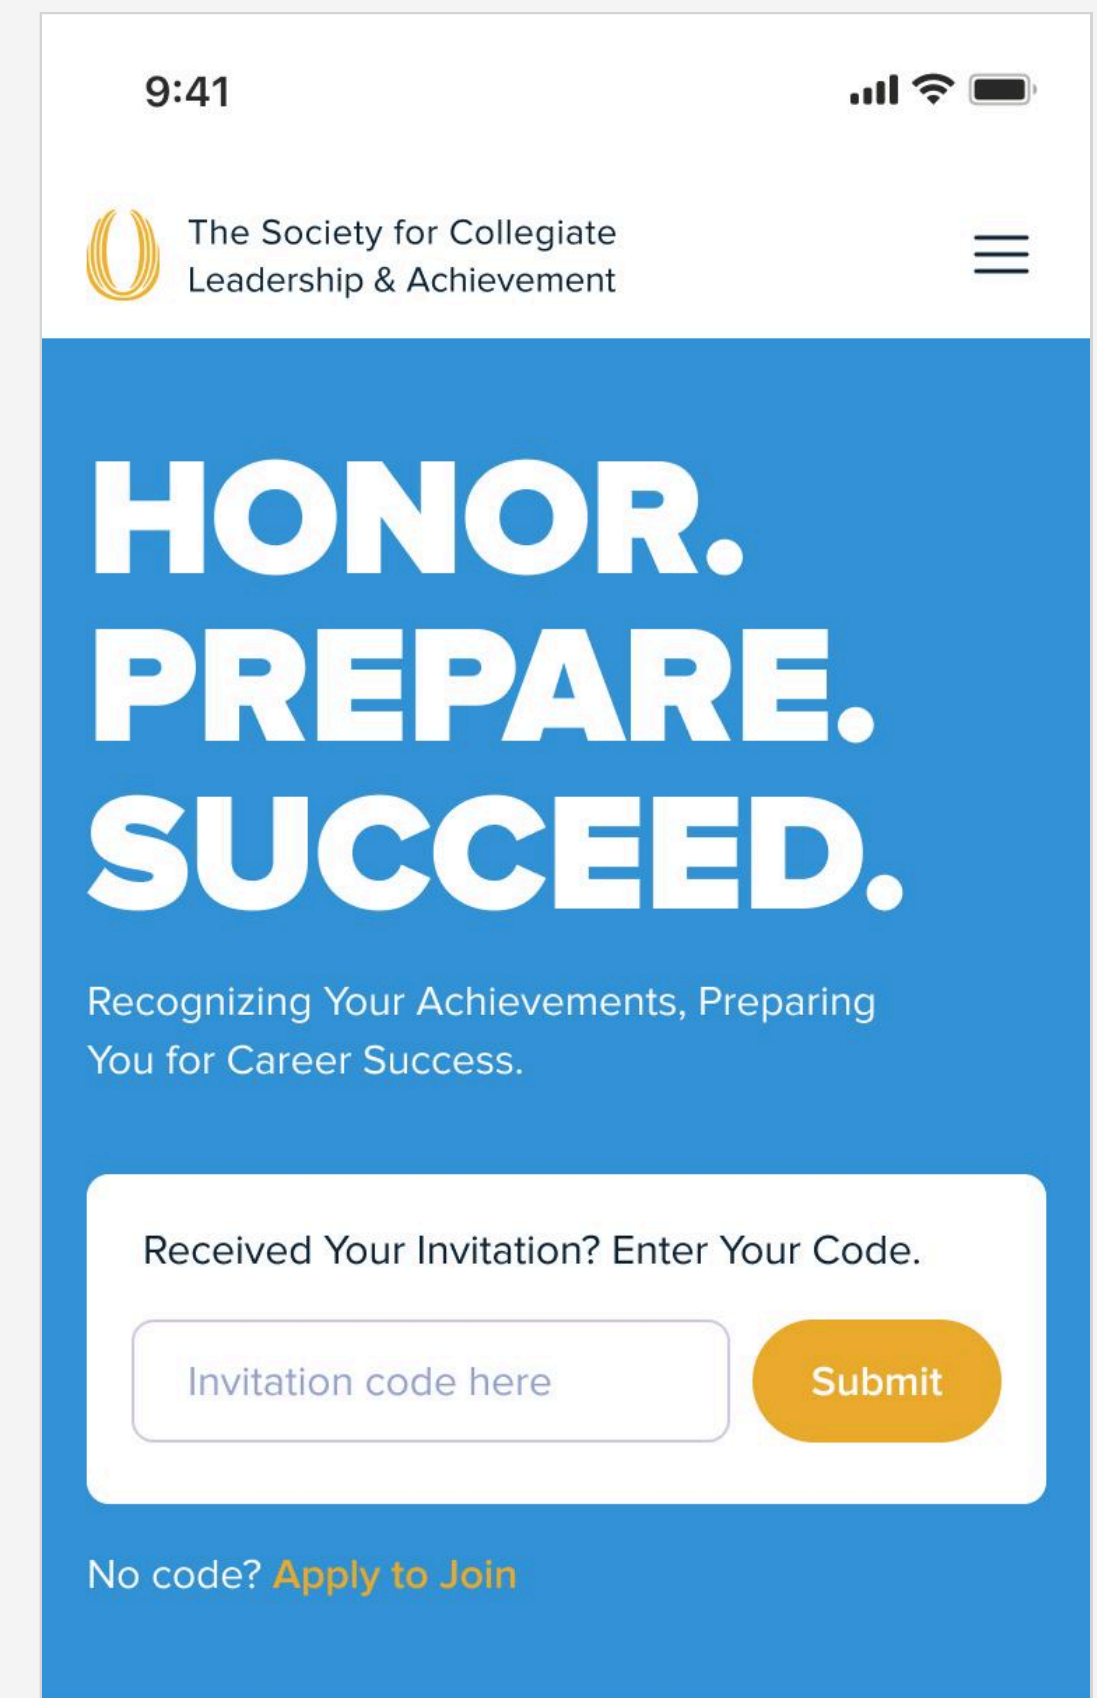 9:41
The Society for Collegiate
Leadership & Achievement
HONOR.
PREPARE.
SUCCEED.
Recognizing Your Achievements, Preparing
You for Career Success.
Received Your Invitation? Enter Your Code.
Invitation code here
Submit
No code? Apply to Join